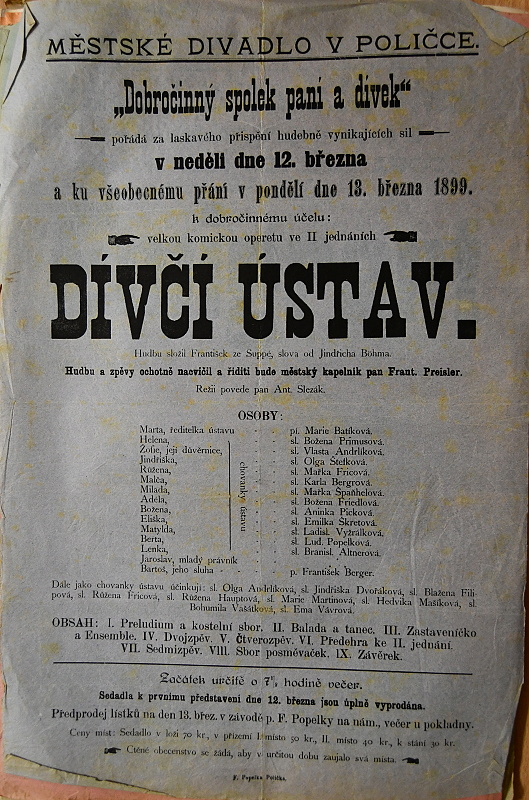 MĚSTSKÉ DIVADLO V POLIČCE.
„Dobročinný spolek paní a dívek“
pořádá za laskavého přispění hudebně vynikajících sil
v neděli dne 12. března
a ku všeobecnému přání v pondělí dne 13. března 1899.
k dobročinnému účelu:
velkou komickou operetu ve II jednáních
DÍVČÍ ÚSTAV.
Hudbu složil František ze Suppé, slova od Jindřicha Böhma.
Hudbu a zpěvy ochotně nacvičil a říditi bude městský kapelník pan Frant. Preisler.
Režii povede pan Ant. Slezák.
OSOBY:
Marta, ředitelka ústavu - - pí. Marie Batíková.
Helena, - - sl. Božena Primusová.
Žofie, její důvěrnice, - - sl. Vlasta Andrlíková.
Jindřiška, - - sl. Olga Štefková.
Růžena, - - sl. Mařka Fricová.
Malča, - - sl. Karla Bergrová.
Milada, - - sl. Mařka Španhelová.
Adela, - - sl. Božena Friedlová.
Božena, - - sl. Aninka Picková.
Eliška, - - sl. Emilka Skretová.
Matylda, - - sl. Ladisl. Vyžrálková.
Berta, - - sl. Lud. Popelková.
Lenka, - - sl. Branisl. Altnerová.
chovanky ústavu
Jaroslav, mladý právník
Bartoš, jeho sluha - - - p. František Berger.
Dále jako chovanky ústavu účinkují: sl. Olga Andrlíková, sl. Jindřiška Dvořáková, sl. Blažena Fili-
pová, sl. Růžena Fricová, sl. Růžena Hauptová, sl. Marie Martinová, sl. Hedvika Mašíková, sl.
Bohumila Vašátková, sl. Ema Vávrová.
OBSAH: I. Preludium a kostelní sbor. II. Balada a tanec. III. Zastaveníčko
a Ensemble. IV. Dvojzpěv. V. Čtverozpěv. VI. Předehra ke II. jednání.
VII. Sedmizpěv. VIII. Sbor posměváček. IX. Závěrek.
Začátek určitě o 7½ hodině večer.
Sedadla k prvnímu představení dne 12. března jsou úplně vyprodána.
Předprodej lístků na den 13. břez. v závodě p. F. Popelky na nám., večer u pokladny.
Ceny míst: Sedadlo v loži 70 kr., v přízemí I. místo 50 kr., II. místo 40 kr., k stání 30 kr.
Ctěné obecenstvo se žádá, aby v určitou dobu zaujalo svá místa.
F. Popelka Polička.